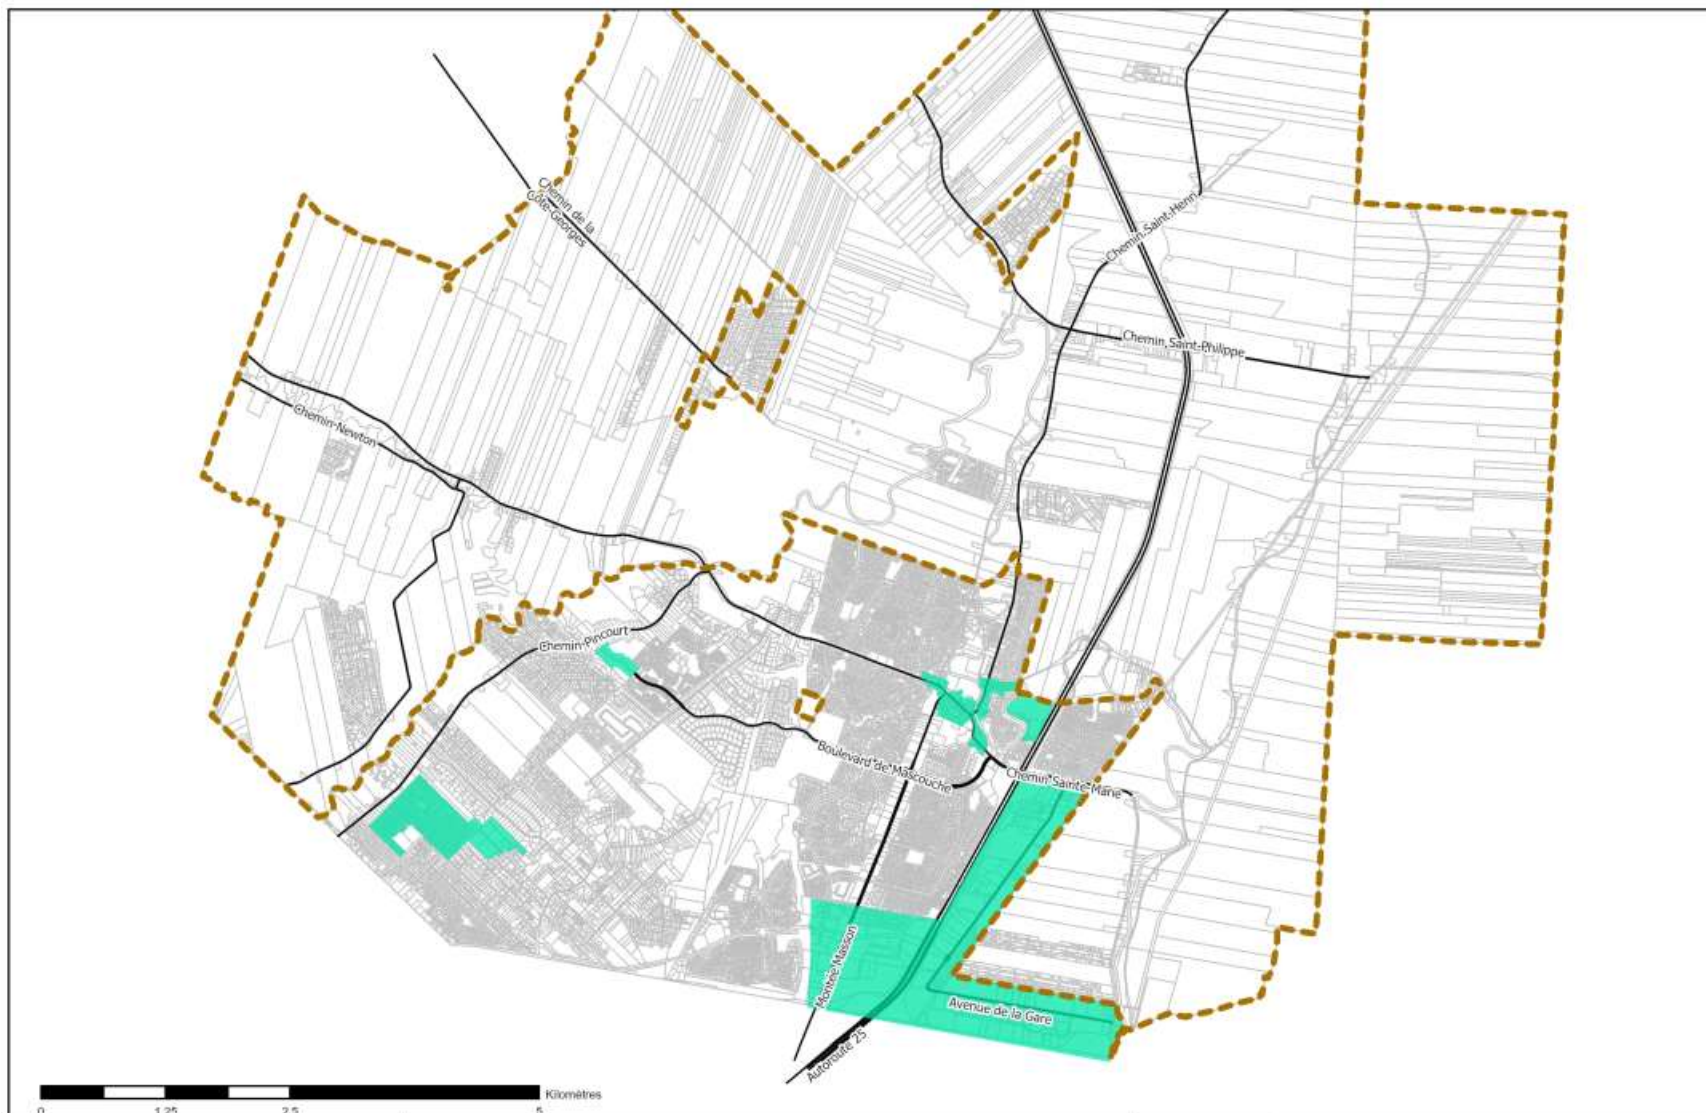 Chemin de la
Côte-Georges
Chemin Saint-Henri
Chemin Saint-Philippe
Chemin Newton
Chemin Pincourt
Boulevard de Mascouche
Chemin Sainte-Marie
Montée Masson
Avenue de la Gare
Autoroute 25
Kilomètres
0 1,25 2,5 5